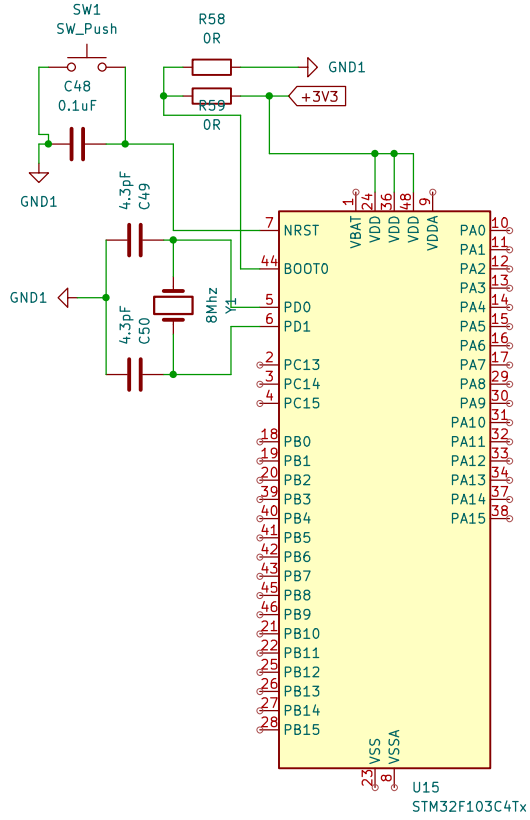 SW1
SW_Push
C48
0.1uF
GND1
R58
0R
GND1
R59
0R
+3V3
4.3pF
C49
GND1
4.3pF
C50
8Mhz
Y1
1
VBAT
24
VDD
36
VDD
48
VDD
9
VDDA
7 NRST
44 BOOT0
5 PD0
6 PD1
2 PC13
3 PC14
4 PC15
18 PB0
19 PB1
20 PB2
39 PB3
40 PB4
41 PB5
42 PB6
43 PB7
45 PB8
46 PB9
21 PB10
22 PB11
25 PB12
26 PB13
27 PB14
28 PB15
PA0 10
PA1 11
PA2 12
PA3 13
PA4 14
PA5 15
PA6 16
PA7 17
PA8 29
PA9 30
PA10 31
PA11 32
PA12 33
PA13 34
PA14 37
PA15 38
VSS
23
VSSA
8
U15
STM32F103C4Tx